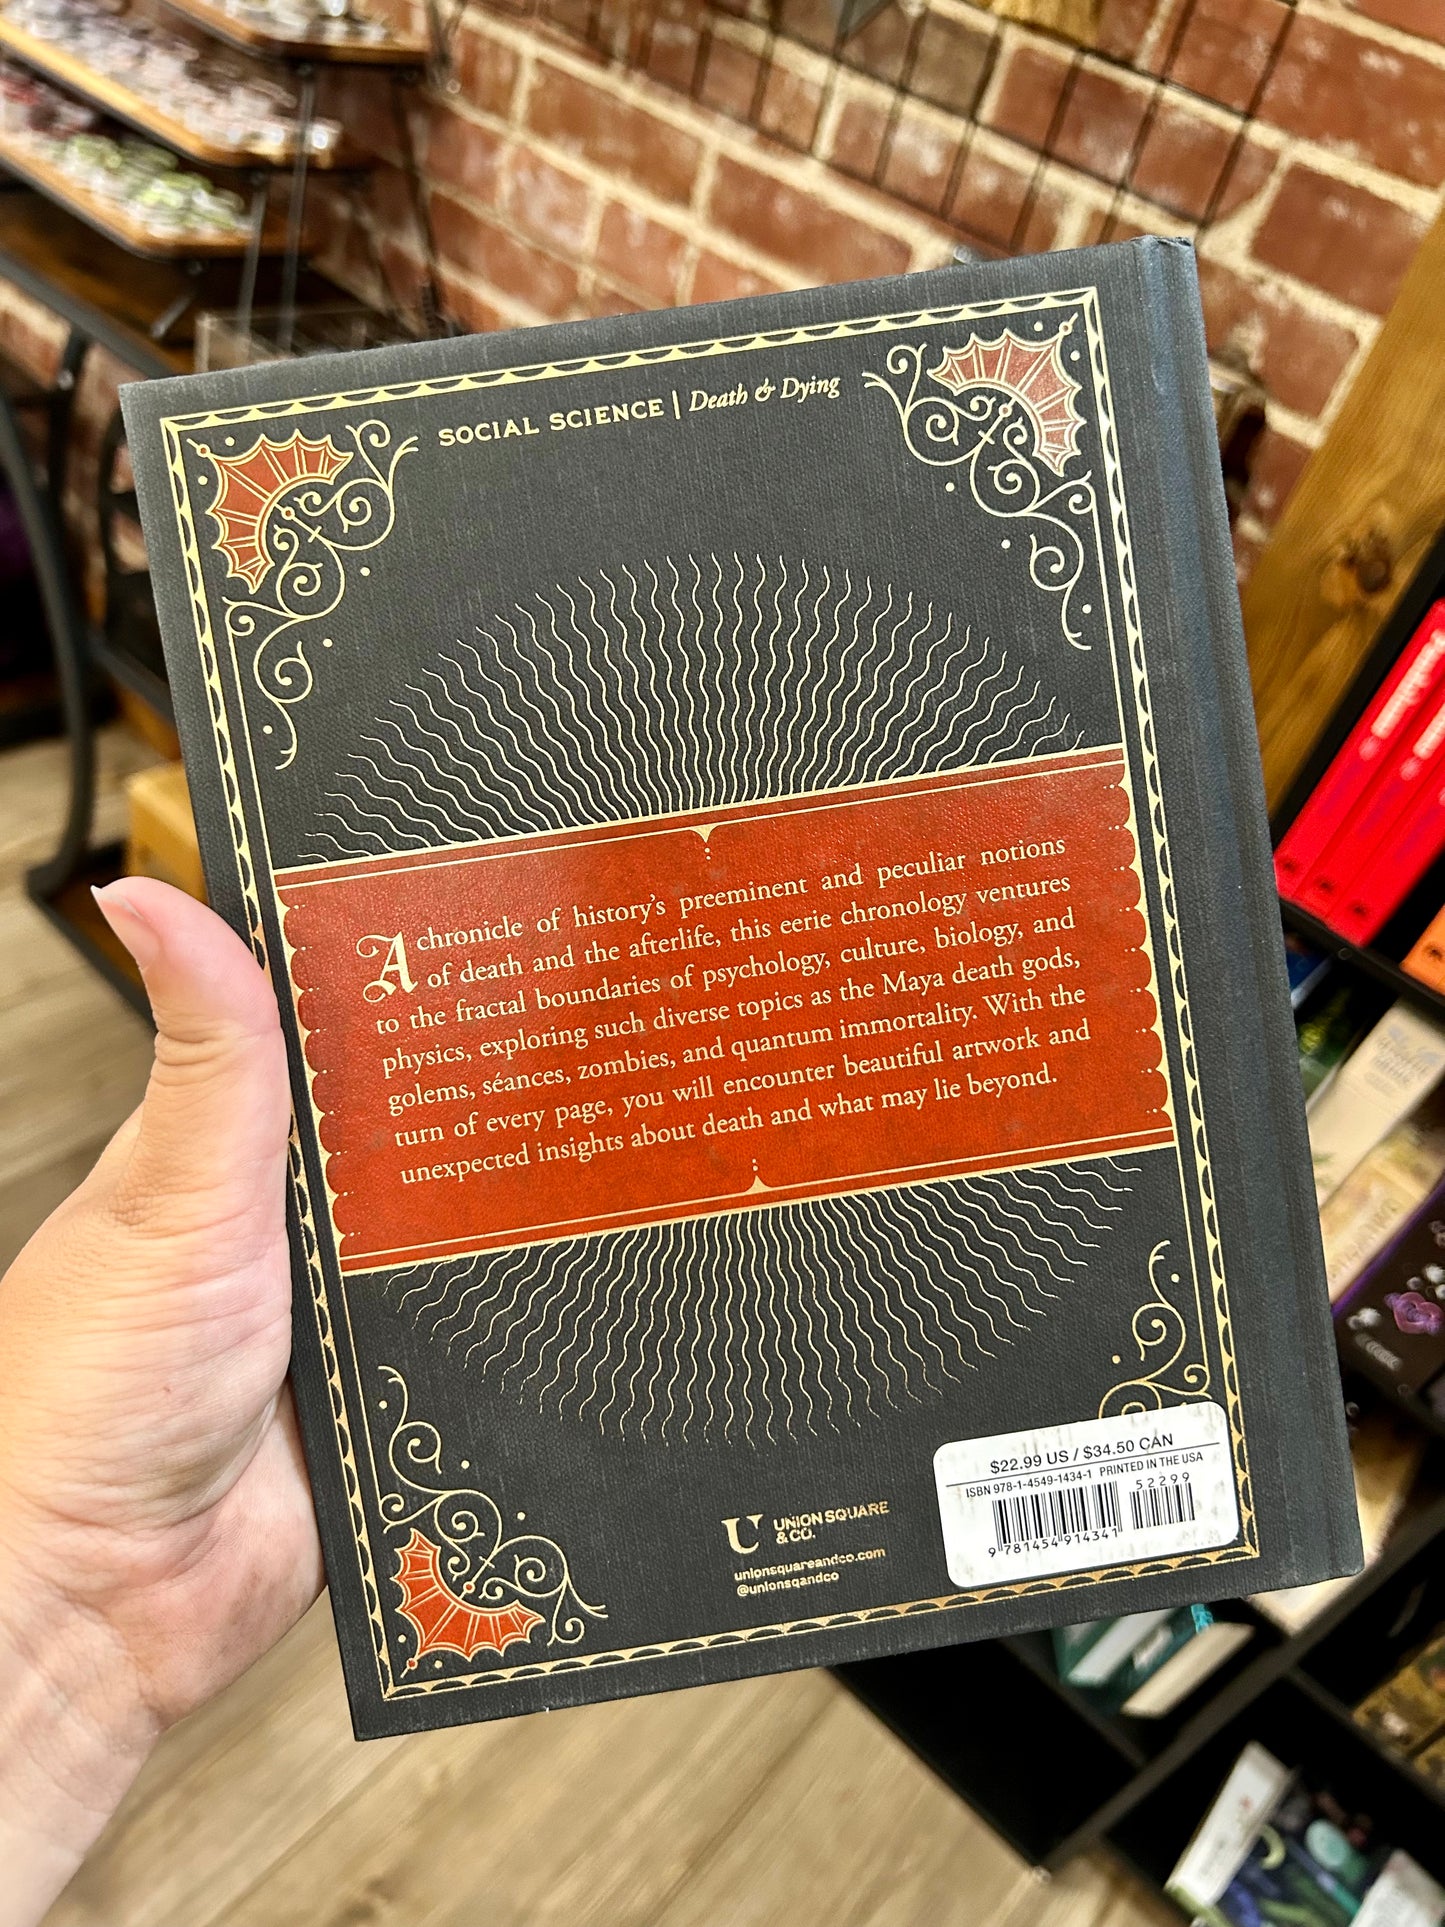 SOCIAL SCIENCE | Death & Dying
A chronicle of history's preeminent and peculiar notions
of death and the afterlife, this eerie chronology ventures
to the fractal boundaries of psychology, culture, biology, and
physics, exploring such diverse topics as the Maya death gods,
golems, séances, zombies, and quantum immortality. With the
turn of every page, you will encounter beautiful artwork and
unexpected insights about death and what may lie beyond.
$22.99 US / $34.50 CAN
ISBN 978-1-4549-1434-1 PRINTED IN THE USA
52299
9 781454 914341
U UNION SQUARE
& CO.
unionsquareandco.com
@unionsqandco